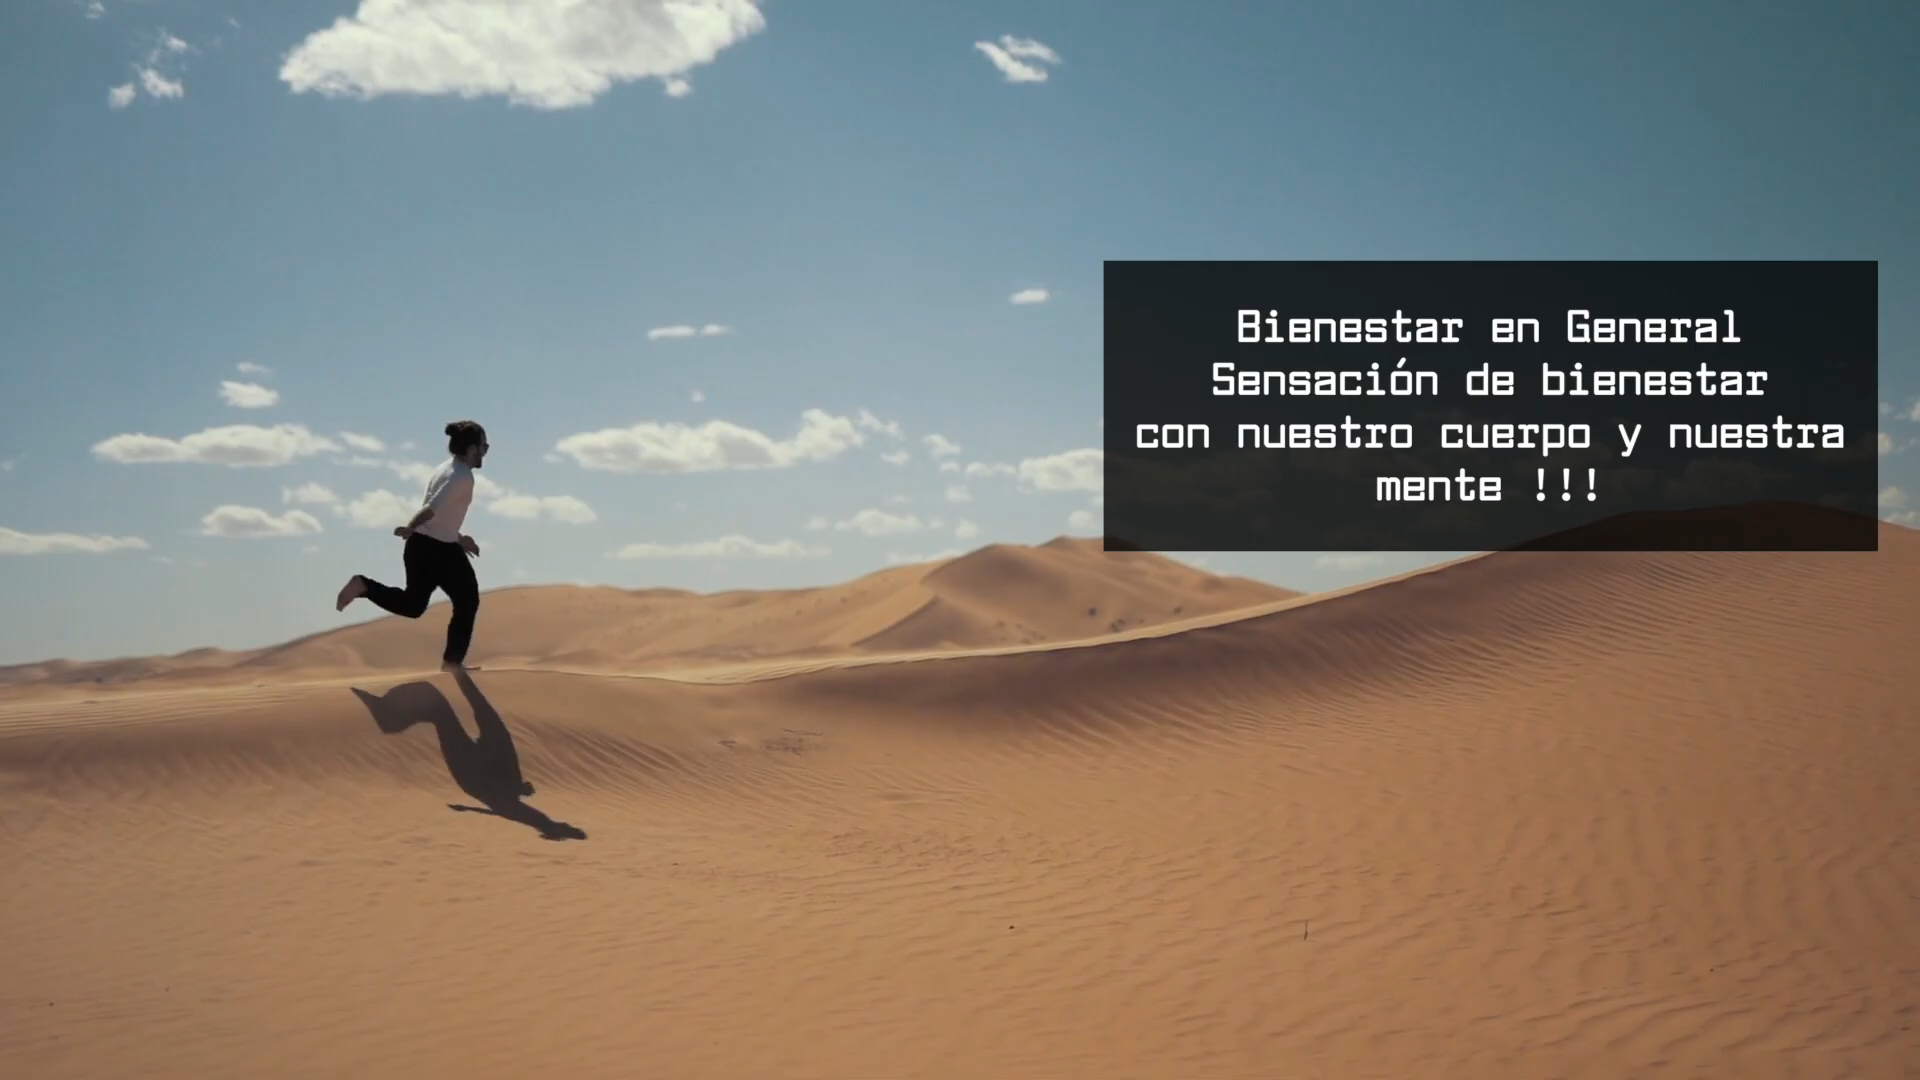 Bienestar en General
Sensación de bienestar
con nuestro cuerpo y nuestra
mente !!!